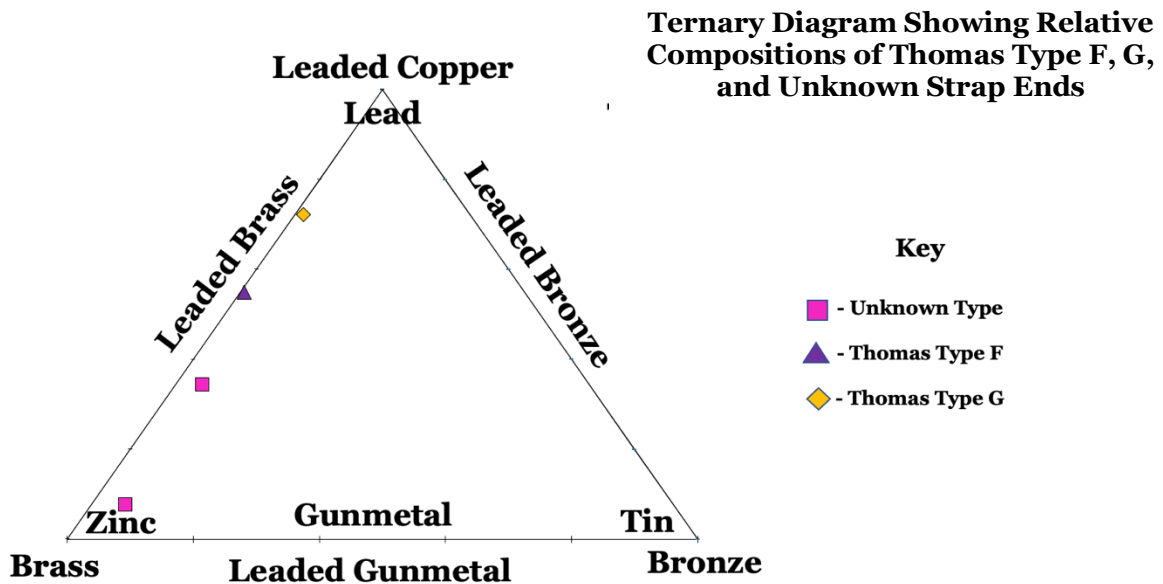 Ternary Diagram Showing Relative
Compositions of Thomas Type F, G,
and Unknown Strap Ends
Leaded Copper
Lead
Leaded Brass
Leaded Bronze
Key
- Unknown Type
- Thomas Type F
- Thomas Type G
Zinc
Gunmetal
Tin
Brass
Leaded Gunmetal
Bronze